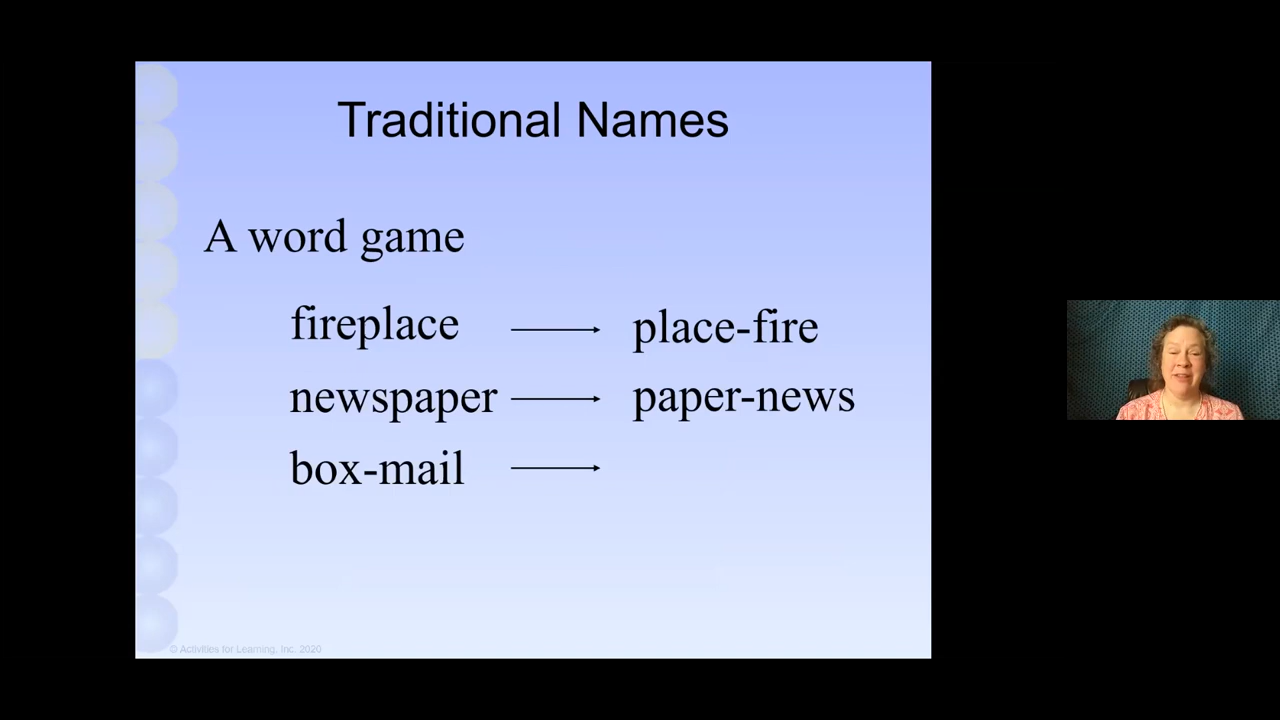 Traditional Names
A word game
fireplace → place-fire
newspaper → paper-news
box-mail →
© Activities for Learning, Inc. 2020